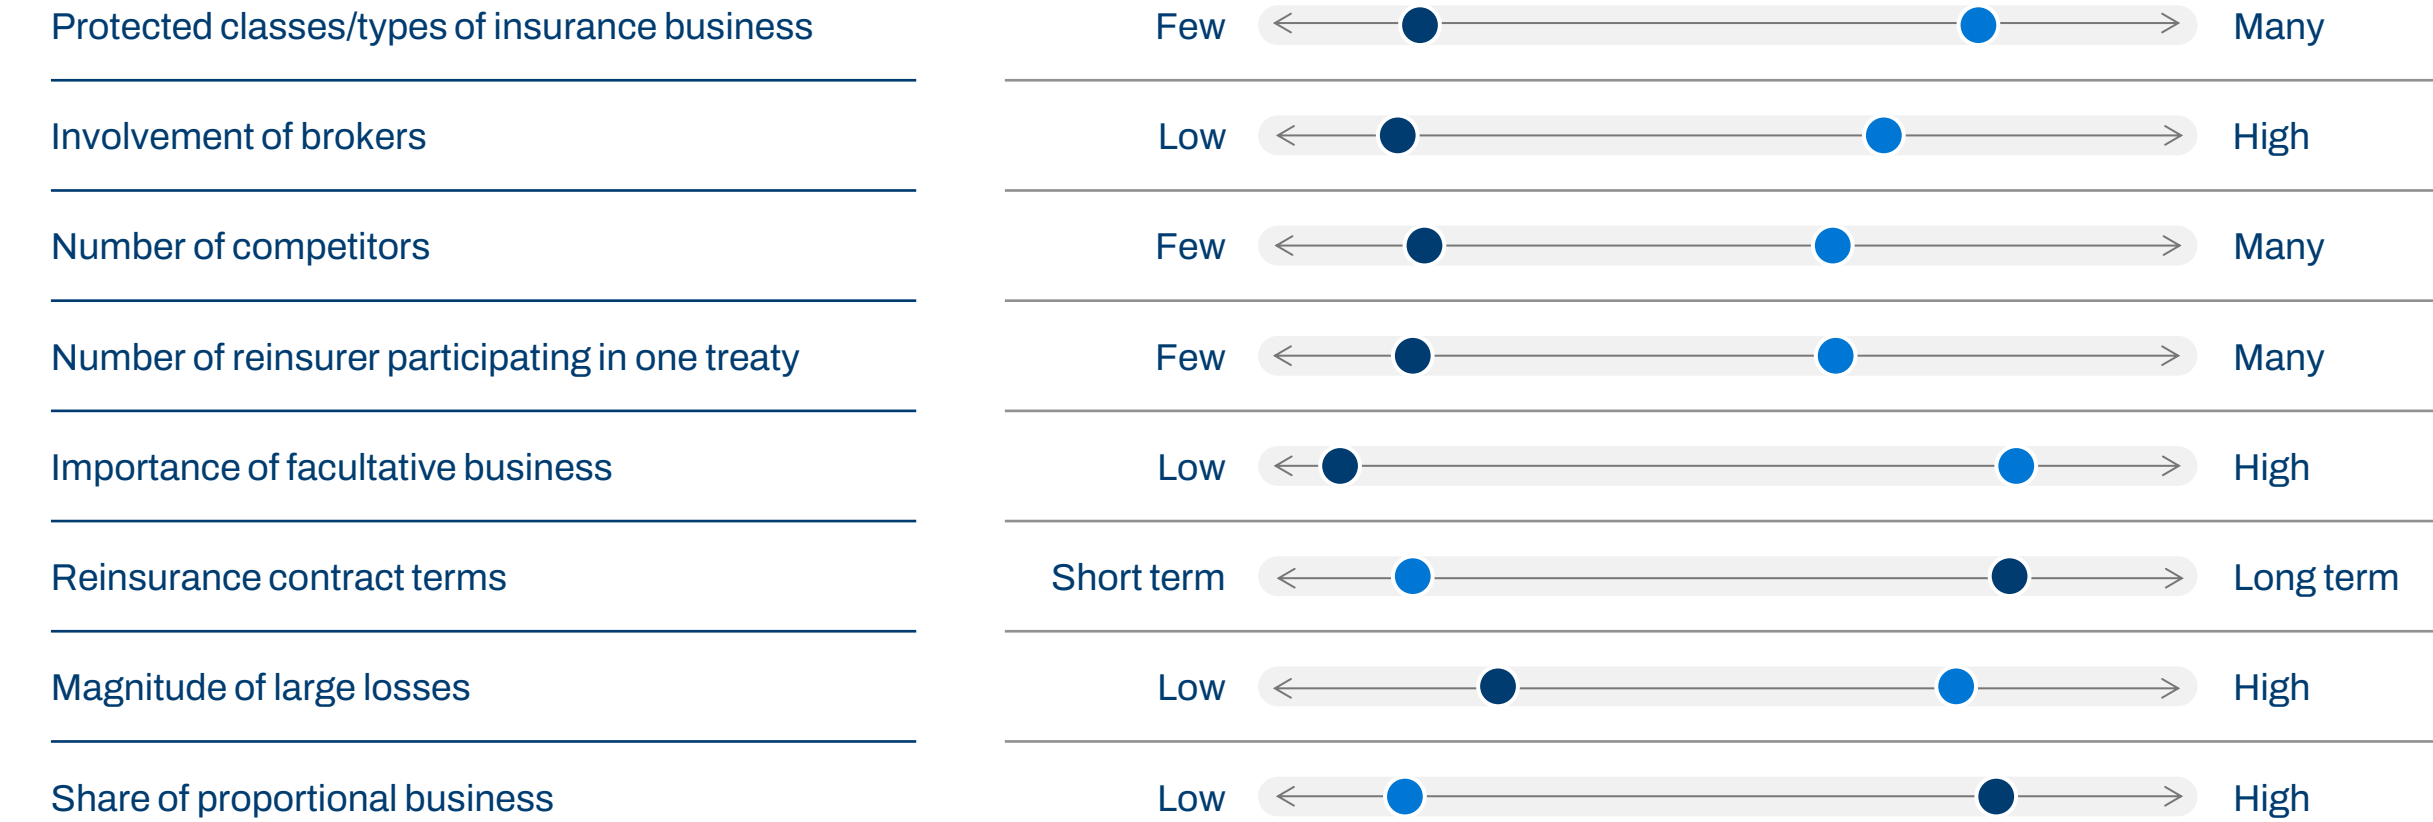 Protected classes/types of insurance business Few Many
Involvement of brokers Low High
Number of competitors Few Many
Number of reinsurer participating in one treaty Few Many
Importance of facultative business Low High
Reinsurance contract terms Short term Long term
Magnitude of large losses Low High
Share of proportional business Low High